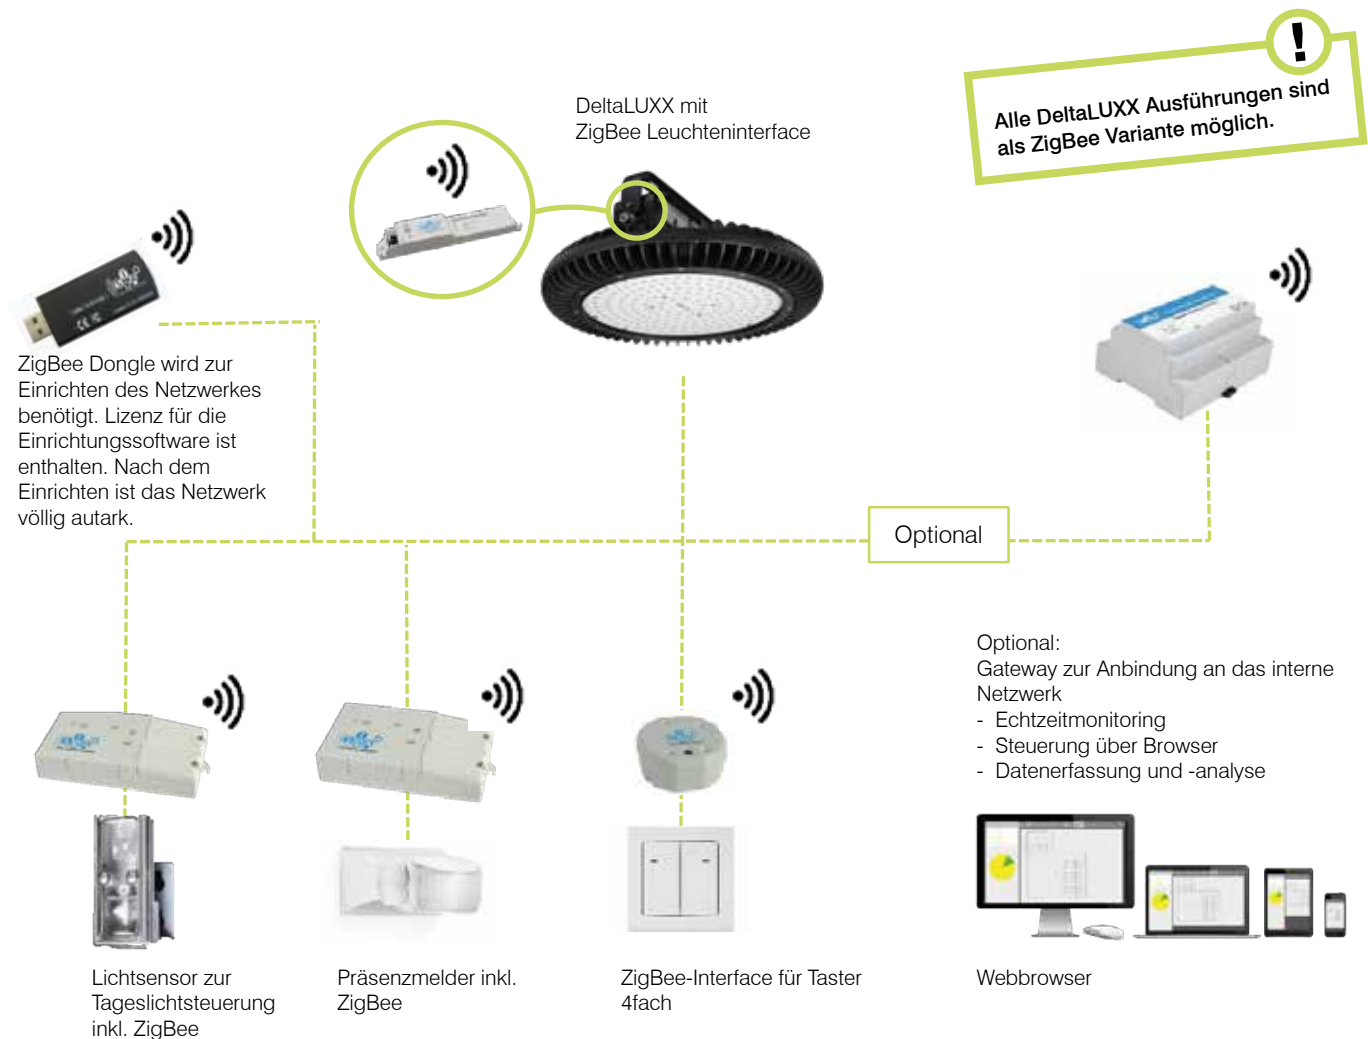 DeltaLUXX mit
ZigBee Leuchteninterface
!
Alle DeltaLUXX Ausführungen sind
als ZigBee Variante möglich.
ZigBee Dongle wird zur
Einrichten des Netzwerkes
benötigt. Lizenz für die
Einrichtungssoftware ist
enthalten. Nach dem
Einrichten ist das Netzwerk
völlig autark.
Optional
Optional:
Gateway zur Anbindung an das interne
Netzwerk
- Echtzeitmonitoring
- Steuerung über Browser
- Datenerfassung und -analyse
Lichtsensor zur
Tageslichtsteuerung
inkl. ZigBee
Präsenzmelder inkl.
ZigBee
ZigBee-Interface für Taster
4fach
Webbrowser